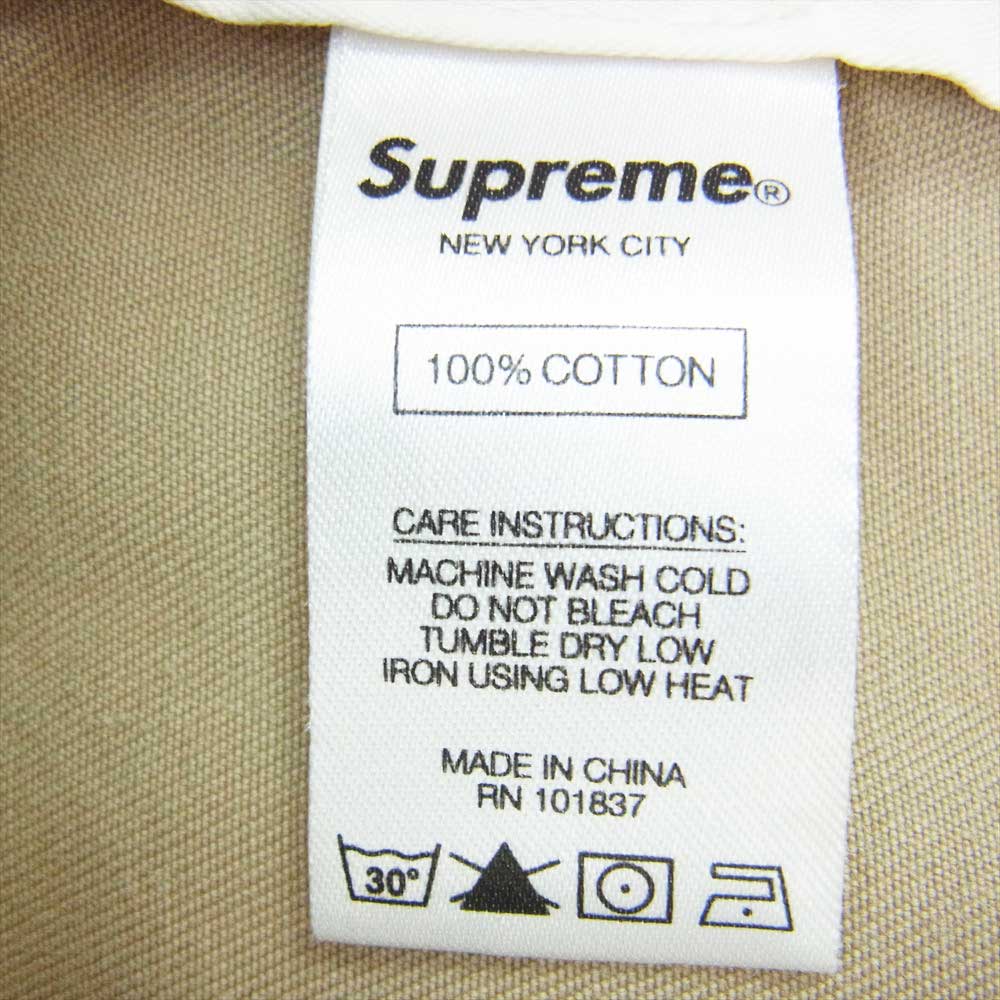 Supreme®
NEW YORK CITY
100% COTTON
CARE INSTRUCTIONS:
MACHINE WASH COLD
DO NOT BLEACH
TUMBLE DRY LOW
IRON USING LOW HEAT
MADE IN CHINA
RN 101837
30°